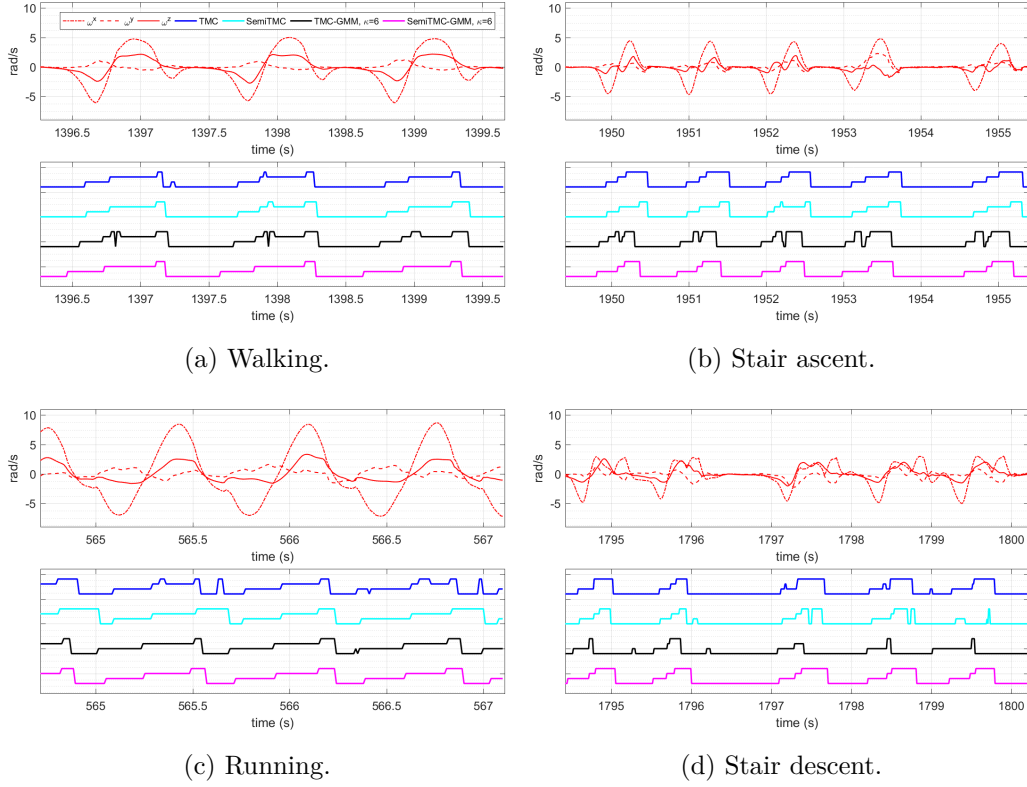 ω^x ω^y ω^z TMC SemiTMC TMC-GMM, κ=6 SemiTMC-GMM, κ=6
10
5
0
-5
rad/s
1396.5 1397 1397.5 1398 1398.5 1399 1399.5
time (s)
1396.5 1397 1397.5 1398 1398.5 1399 1399.5
time (s)
(a) Walking.
10
5
0
-5
rad/s
1950 1951 1952 1953 1954 1955
time (s)
1950 1951 1952 1953 1954 1955
time (s)
(b) Stair ascent.
10
5
0
-5
rad/s
565 565.5 566 566.5 567
time (s)
565 565.5 566 566.5 567
time (s)
(c) Running.
10
5
0
-5
rad/s
1795 1796 1797 1798 1799 1800
time (s)
1795 1796 1797 1798 1799 1800
time (s)
(d) Stair descent.